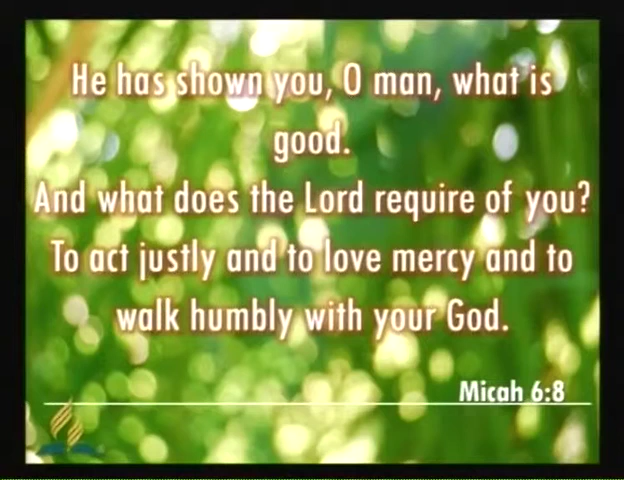 He has shown you, O man, what is
good.
And what does the Lord require of you?
To act justly and to love mercy and to
walk humbly with your God.
Micah 6:8